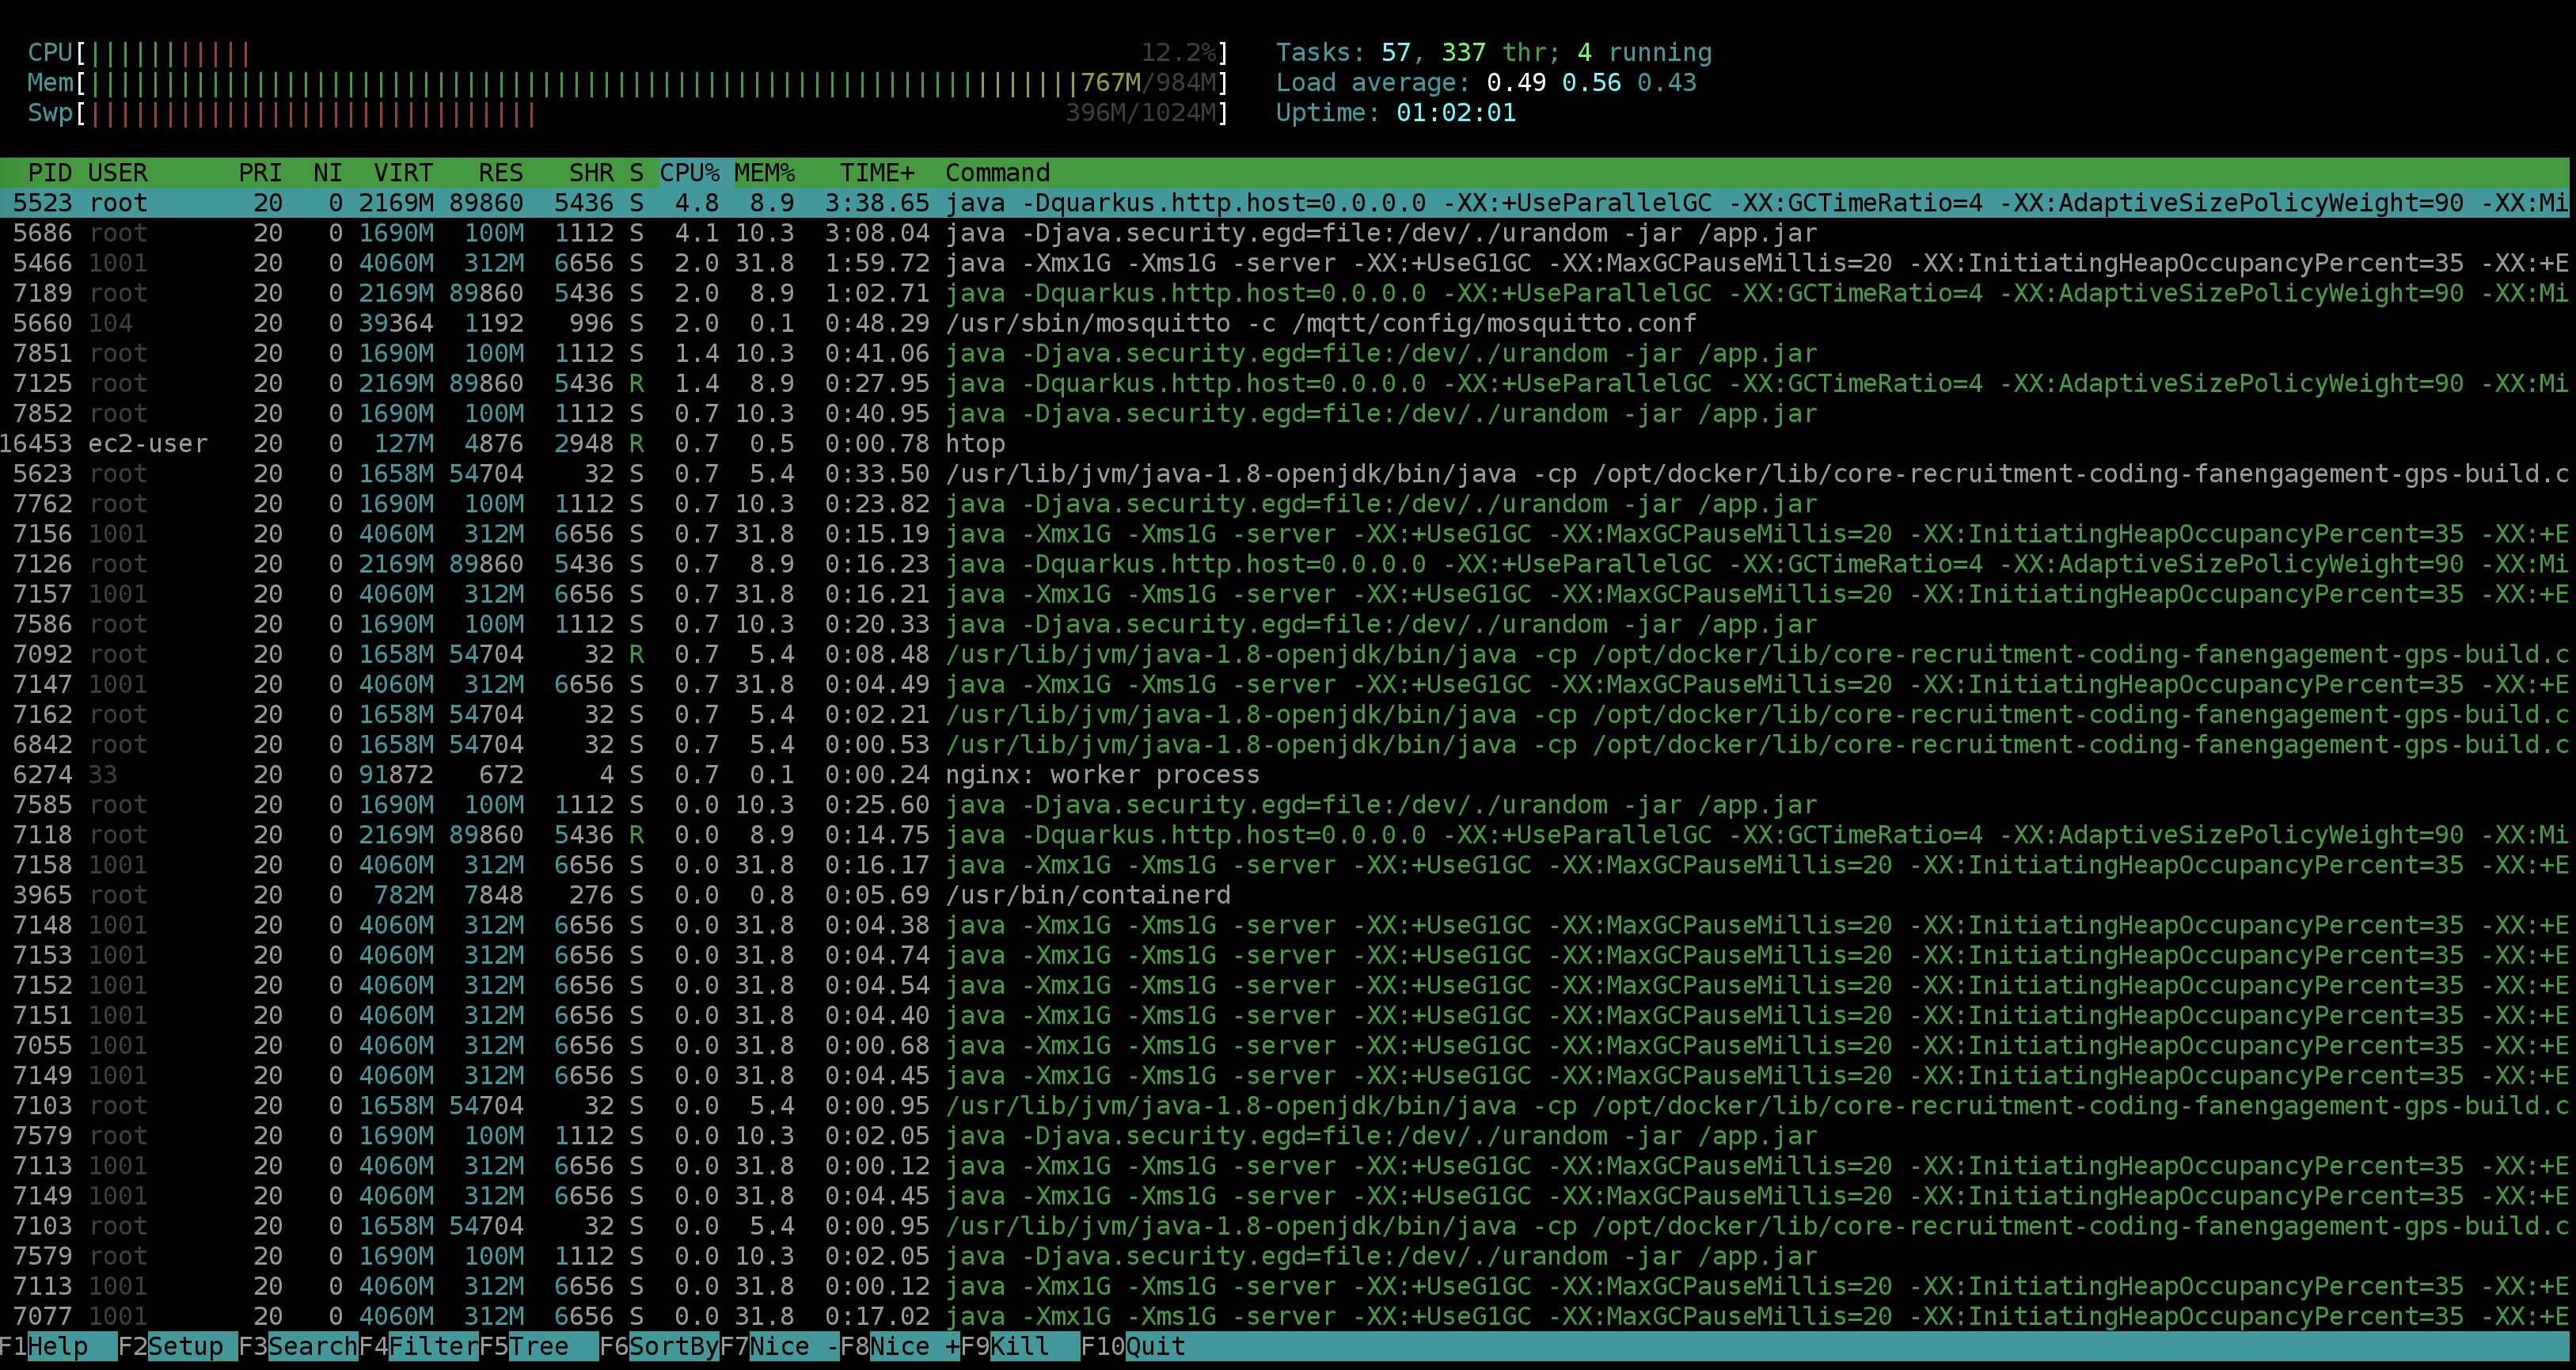 CPU[|||||||||||                                                            12.2%]   Tasks: 57, 337 thr; 4 running
Mem[||||||||||||||||||||||||||||||||||||||||||||||||||||||||||||||||||767M/984M]   Load average: 0.49 0.56 0.43
Swp[||||||||||||||||||||||||||||||                                   396M/1024M]   Uptime: 01:02:01
PID USER PRI NI VIRT RES SHR S CPU% MEM% TIME+ Command
5523 root 20 0 2169M 89860 5436 S 4.8 8.9 3:38.65 java -Dquarkus.http.host=0.0.0.0 -XX:+UseParallelGC -XX:GCTimeRatio=4 -XX:AdaptiveSizePolicyWeight=90 -XX:Mi
5686 root 20 0 1690M 100M 1112 S 4.1 10.3 3:08.04 java -Djava.security.egd=file:/dev/./urandom -jar /app.jar
5466 1001 20 0 4060M 312M 6656 S 2.0 31.8 1:59.72 java -Xmx1G -Xms1G -server -XX:+UseG1GC -XX:MaxGCPauseMillis=20 -XX:InitiatingHeapOccupancyPercent=35 -XX:+E
7189 root 20 0 2169M 89860 5436 S 2.0 8.9 1:02.71 java -Dquarkus.http.host=0.0.0.0 -XX:+UseParallelGC -XX:GCTimeRatio=4 -XX:AdaptiveSizePolicyWeight=90 -XX:Mi
5660 104 20 0 39364 1192 996 S 2.0 0.1 0:48.29 /usr/sbin/mosquitto -c /mqtt/config/mosquitto.conf
7851 root 20 0 1690M 100M 1112 S 1.4 10.3 0:41.06 java -Djava.security.egd=file:/dev/./urandom -jar /app.jar
7125 root 20 0 2169M 89860 5436 R 1.4 8.9 0:27.95 java -Dquarkus.http.host=0.0.0.0 -XX:+UseParallelGC -XX:GCTimeRatio=4 -XX:AdaptiveSizePolicyWeight=90 -XX:Mi
7852 root 20 0 1690M 100M 1112 S 0.7 10.3 0:40.95 java -Djava.security.egd=file:/dev/./urandom -jar /app.jar
16453 ec2-user 20 0 127M 4876 2948 R 0.7 0.5 0:00.78 htop
5623 root 20 0 1658M 54704 32 S 0.7 5.4 0:33.50 /usr/lib/jvm/java-1.8-openjdk/bin/java -cp /opt/docker/lib/core-recruitment-coding-fanengagement-gps-build.c
7762 root 20 0 1690M 100M 1112 S 0.7 10.3 0:23.82 java -Djava.security.egd=file:/dev/./urandom -jar /app.jar
7156 1001 20 0 4060M 312M 6656 S 0.7 31.8 0:15.19 java -Xmx1G -Xms1G -server -XX:+UseG1GC -XX:MaxGCPauseMillis=20 -XX:InitiatingHeapOccupancyPercent=35 -XX:+E
7126 root 20 0 2169M 89860 5436 S 0.7 8.9 0:16.23 java -Dquarkus.http.host=0.0.0.0 -XX:+UseParallelGC -XX:GCTimeRatio=4 -XX:AdaptiveSizePolicyWeight=90 -XX:Mi
7157 1001 20 0 4060M 312M 6656 S 0.7 31.8 0:16.21 java -Xmx1G -Xms1G -server -XX:+UseG1GC -XX:MaxGCPauseMillis=20 -XX:InitiatingHeapOccupancyPercent=35 -XX:+E
7586 root 20 0 1690M 100M 1112 S 0.7 10.3 0:20.33 java -Djava.security.egd=file:/dev/./urandom -jar /app.jar
7092 root 20 0 1658M 54704 32 R 0.7 5.4 0:08.48 /usr/lib/jvm/java-1.8-openjdk/bin/java -cp /opt/docker/lib/core-recruitment-coding-fanengagement-gps-build.c
7147 1001 20 0 4060M 312M 6656 S 0.7 31.8 0:04.49 java -Xmx1G -Xms1G -server -XX:+UseG1GC -XX:MaxGCPauseMillis=20 -XX:InitiatingHeapOccupancyPercent=35 -XX:+E
7162 root 20 0 1658M 54704 32 S 0.7 5.4 0:02.21 /usr/lib/jvm/java-1.8-openjdk/bin/java -cp /opt/docker/lib/core-recruitment-coding-fanengagement-gps-build.c
6842 root 20 0 1658M 54704 32 S 0.7 5.4 0:00.53 /usr/lib/jvm/java-1.8-openjdk/bin/java -cp /opt/docker/lib/core-recruitment-coding-fanengagement-gps-build.c
6274 33 20 0 91872 672 4 S 0.7 0.1 0:00.24 nginx: worker process
7585 root 20 0 1690M 100M 1112 S 0.0 10.3 0:25.60 java -Djava.security.egd=file:/dev/./urandom -jar /app.jar
7118 root 20 0 2169M 89860 5436 R 0.0 8.9 0:14.75 java -Dquarkus.http.host=0.0.0.0 -XX:+UseParallelGC -XX:GCTimeRatio=4 -XX:AdaptiveSizePolicyWeight=90 -XX:Mi
7158 1001 20 0 4060M 312M 6656 S 0.0 31.8 0:16.17 java -Xmx1G -Xms1G -server -XX:+UseG1GC -XX:MaxGCPauseMillis=20 -XX:InitiatingHeapOccupancyPercent=35 -XX:+E
3965 root 20 0 782M 7848 276 S 0.0 0.8 0:05.69 /usr/bin/containerd
7148 1001 20 0 4060M 312M 6656 S 0.0 31.8 0:04.38 java -Xmx1G -Xms1G -server -XX:+UseG1GC -XX:MaxGCPauseMillis=20 -XX:InitiatingHeapOccupancyPercent=35 -XX:+E
7153 1001 20 0 4060M 312M 6656 S 0.0 31.8 0:04.74 java -Xmx1G -Xms1G -server -XX:+UseG1GC -XX:MaxGCPauseMillis=20 -XX:InitiatingHeapOccupancyPercent=35 -XX:+E
7152 1001 20 0 4060M 312M 6656 S 0.0 31.8 0:04.54 java -Xmx1G -Xms1G -server -XX:+UseG1GC -XX:MaxGCPauseMillis=20 -XX:InitiatingHeapOccupancyPercent=35 -XX:+E
7151 1001 20 0 4060M 312M 6656 S 0.0 31.8 0:04.40 java -Xmx1G -Xms1G -server -XX:+UseG1GC -XX:MaxGCPauseMillis=20 -XX:InitiatingHeapOccupancyPercent=35 -XX:+E
7055 1001 20 0 4060M 312M 6656 S 0.0 31.8 0:00.68 java -Xmx1G -Xms1G -server -XX:+UseG1GC -XX:MaxGCPauseMillis=20 -XX:InitiatingHeapOccupancyPercent=35 -XX:+E
7149 1001 20 0 4060M 312M 6656 S 0.0 31.8 0:04.45 java -Xmx1G -Xms1G -server -XX:+UseG1GC -XX:MaxGCPauseMillis=20 -XX:InitiatingHeapOccupancyPercent=35 -XX:+E
7103 root 20 0 1658M 54704 32 S 0.0 5.4 0:00.95 /usr/lib/jvm/java-1.8-openjdk/bin/java -cp /opt/docker/lib/core-recruitment-coding-fanengagement-gps-build.c
7579 root 20 0 1690M 100M 1112 S 0.0 10.3 0:02.05 java -Djava.security.egd=file:/dev/./urandom -jar /app.jar
7113 1001 20 0 4060M 312M 6656 S 0.0 31.8 0:00.12 java -Xmx1G -Xms1G -server -XX:+UseG1GC -XX:MaxGCPauseMillis=20 -XX:InitiatingHeapOccupancyPercent=35 -XX:+E
7149 1001 20 0 4060M 312M 6656 S 0.0 31.8 0:04.45 java -Xmx1G -Xms1G -server -XX:+UseG1GC -XX:MaxGCPauseMillis=20 -XX:InitiatingHeapOccupancyPercent=35 -XX:+E
7103 root 20 0 1658M 54704 32 S 0.0 5.4 0:00.95 /usr/lib/jvm/java-1.8-openjdk/bin/java -cp /opt/docker/lib/core-recruitment-coding-fanengagement-gps-build.c
7579 root 20 0 1690M 100M 1112 S 0.0 10.3 0:02.05 java -Djava.security.egd=file:/dev/./urandom -jar /app.jar
7113 1001 20 0 4060M 312M 6656 S 0.0 31.8 0:00.12 java -Xmx1G -Xms1G -server -XX:+UseG1GC -XX:MaxGCPauseMillis=20 -XX:InitiatingHeapOccupancyPercent=35 -XX:+E
7077 1001 20 0 4060M 312M 6656 S 0.0 31.8 0:17.02 java -Xmx1G -Xms1G -server -XX:+UseG1GC -XX:MaxGCPauseMillis=20 -XX:InitiatingHeapOccupancyPercent=35 -XX:+E
F1Help  F2Setup F3SearchF4FilterF5Tree  F6SortByF7Nice -F8Nice +F9Kill  F10Quit